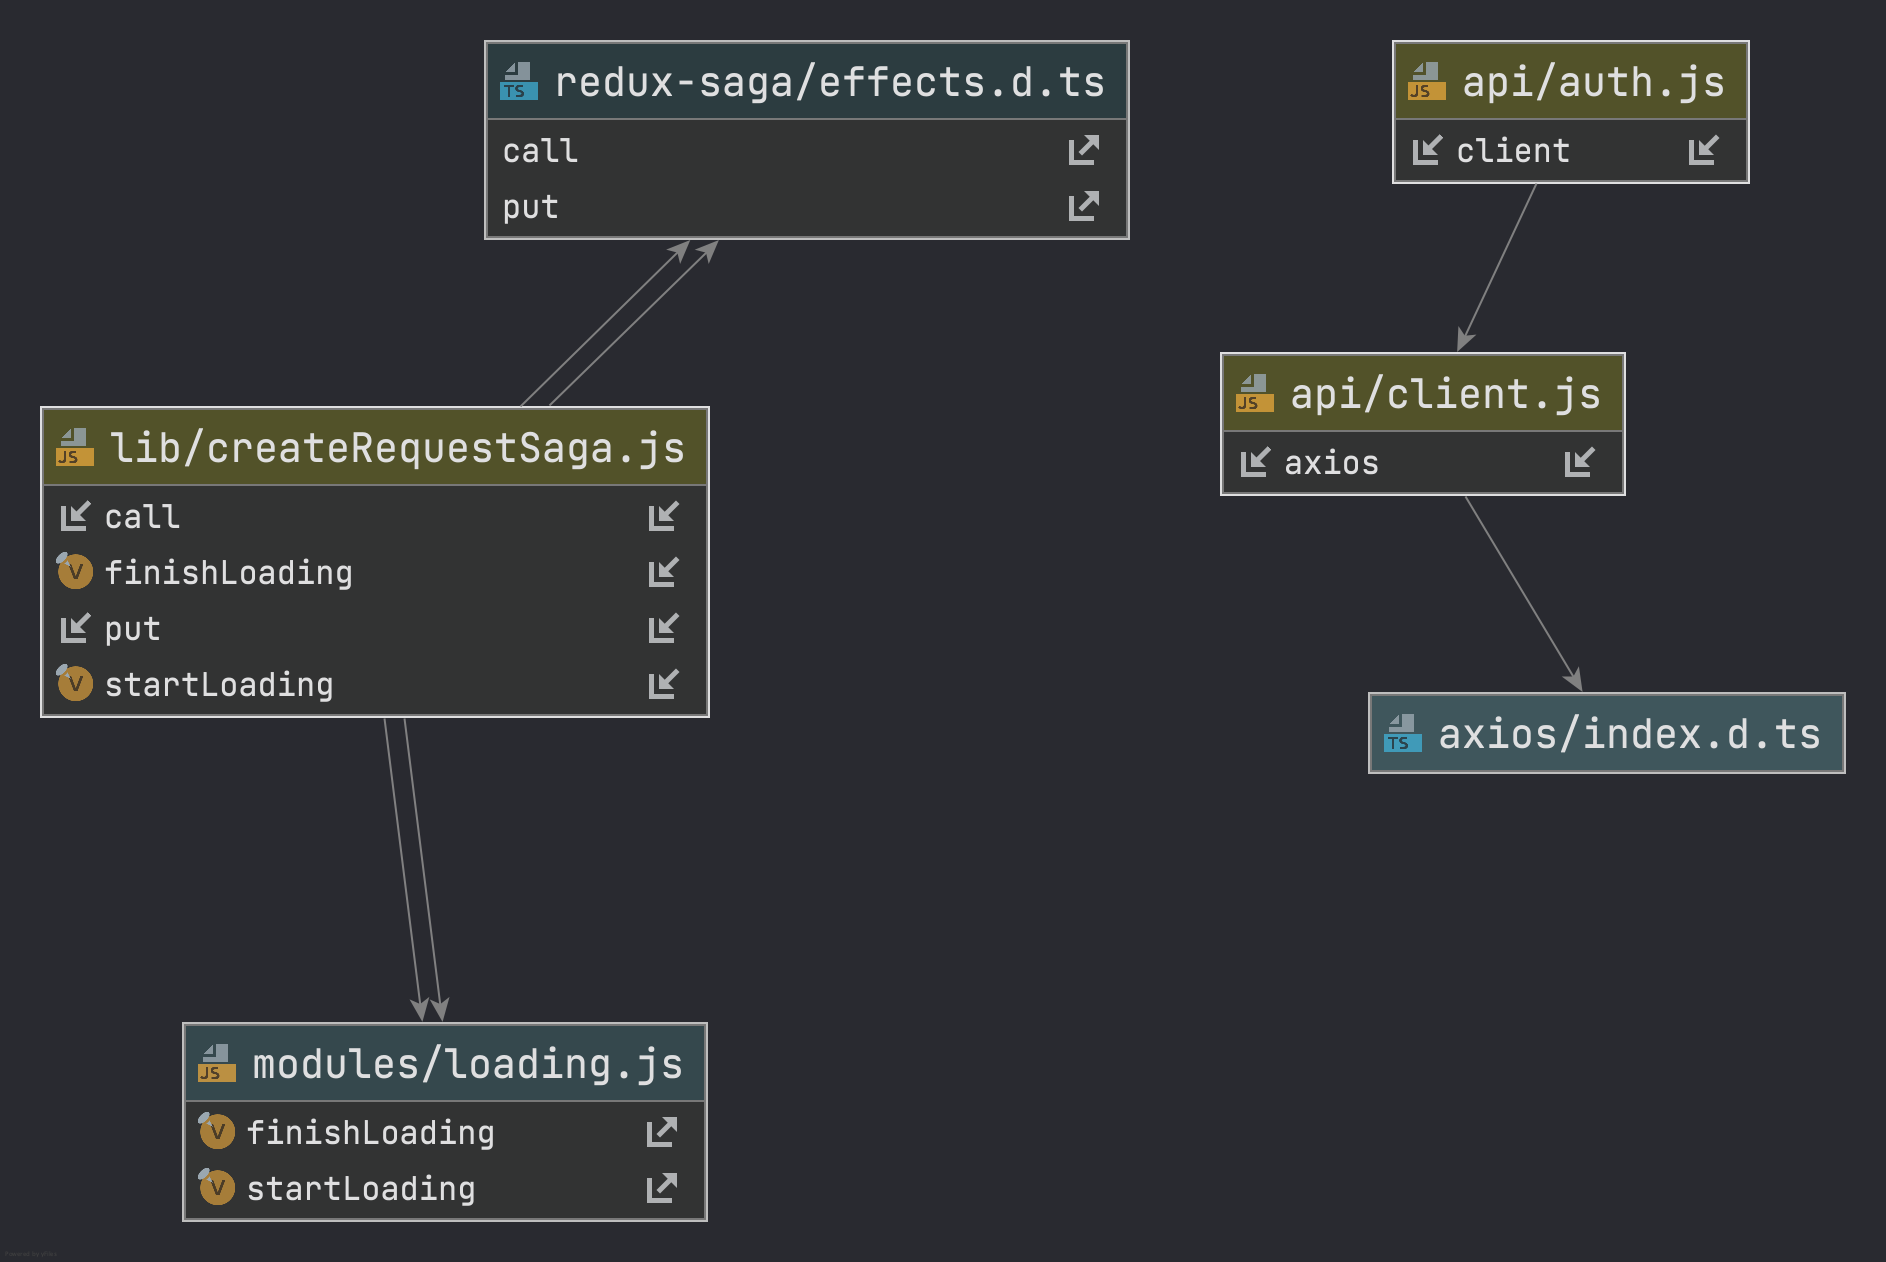 TS redux-saga/effects.d.ts
call
put
JS api/auth.js
client
JS api/client.js
axios
JS lib/createRequestSaga.js
call
V finishLoading
put
V startLoading
TS axios/index.d.ts
JS modules/loading.js
V finishLoading
V startLoading